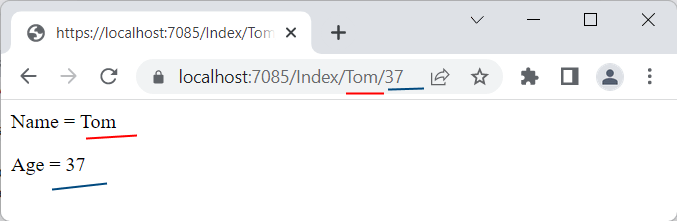 https://localhost:7085/Index/Tom
localhost:7085/Index/Tom/37
Name = Tom
Age = 37